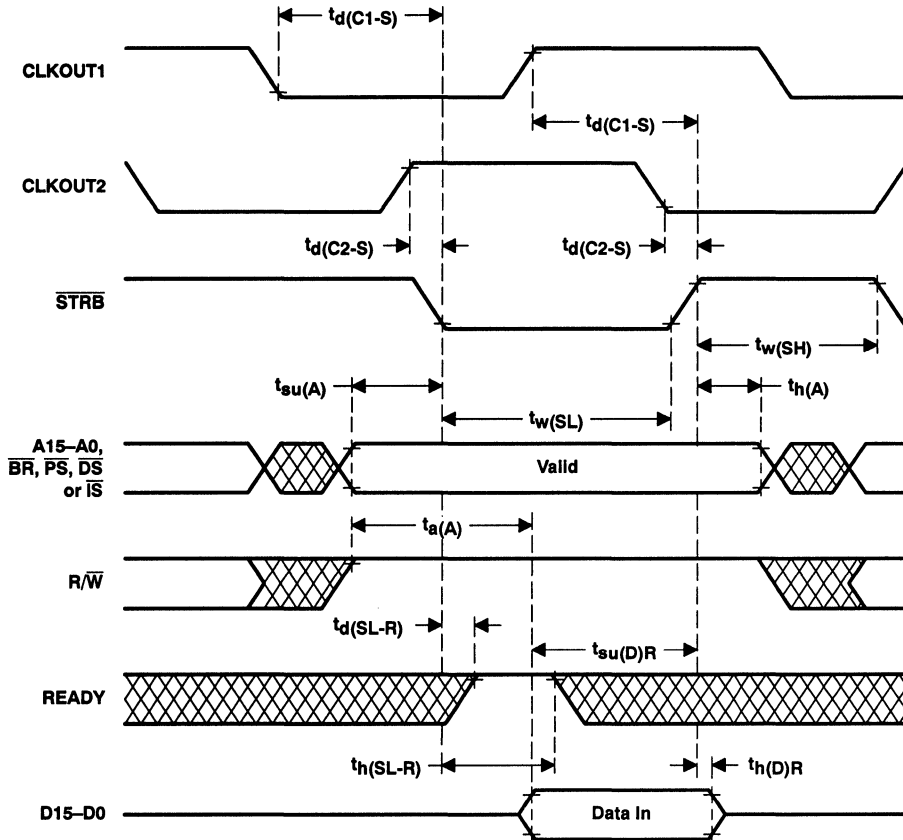 td(C1-S)
CLKOUT1
td(C1-S)
CLKOUT2
td(C2-S) td(C2-S)
STRB
tw(SH)
tsu(A) th(A)
tw(SL)
A15–A0,
BR, PS, DS
or IS
Valid
ta(A)
R/W
td(SL-R)
tsu(D)R
READY
th(SL-R) th(D)R
D15–D0 Data In